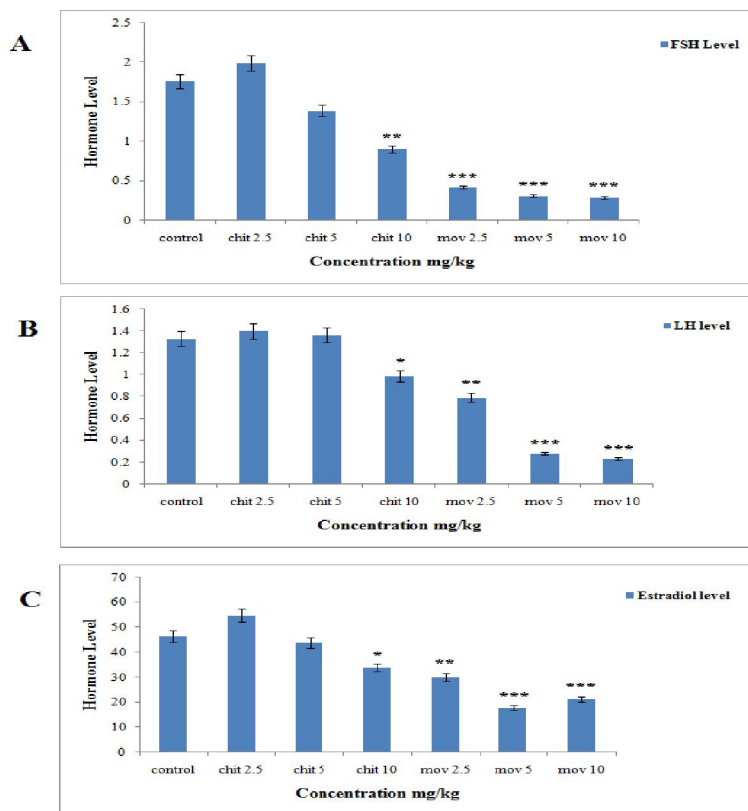 A
2.5
2
1.5
1
0.5
0
Hormone Level
FSH Level
**
***
***
***
control chit 2.5 chit 5 chit 10 mov 2.5 mov 5 mov 10
Concentration mg/kg
B
1.6
1.4
1.2
1
0.8
0.6
0.4
0.2
0
Hormone Level
LH level
*
**
***
***
control chit 2.5 chit 5 chit 10 mov 2.5 mov 5 mov 10
Concentration mg/kg
C
70
60
50
40
30
20
10
0
Hormone Level
Estradiol level
*
**
***
***
control chit 2.5 chit 5 chit 10 mov 2.5 mov 5 mov 10
Concentration mg/kg